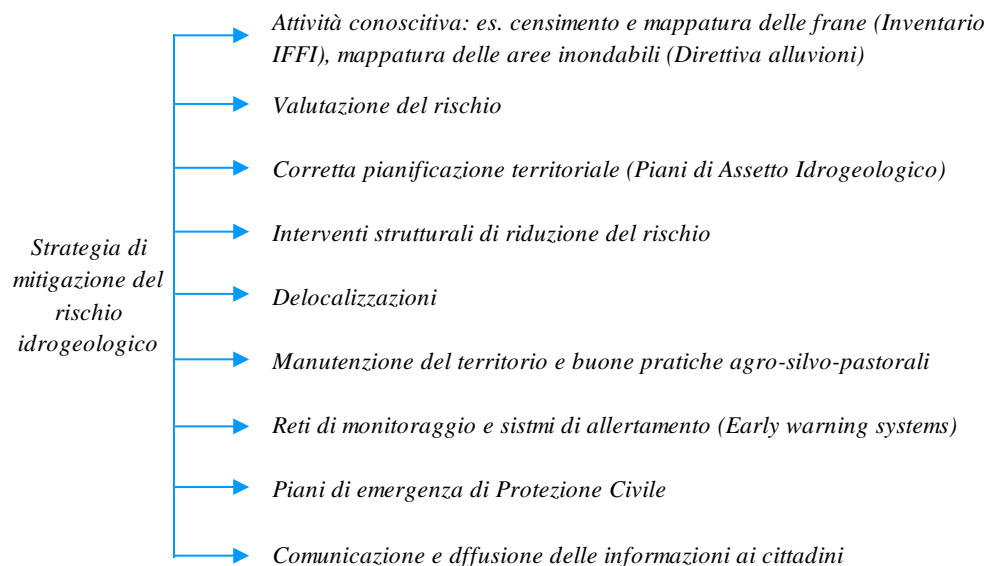 Attività conoscitiva: es. censimento e mappatura delle frane (Inventario
IFFI), mappatura delle aree inondabili (Direttiva alluvioni)
Valutazione del rischio
Corretta pianificazione territoriale (Piani di Assetto Idrogeologico)
Interventi strutturali di riduzione del rischio
Strategia di
mitigazione del
rischio
idrogeologico
Delocalizzazioni
Manutenzione del territorio e buone pratiche agro-silvo-pastorali
Reti di monitoraggio e sistmi di allertamento (Early warning systems)
Piani di emergenza di Protezione Civile
Comunicazione e dffusione delle informazioni ai cittadini